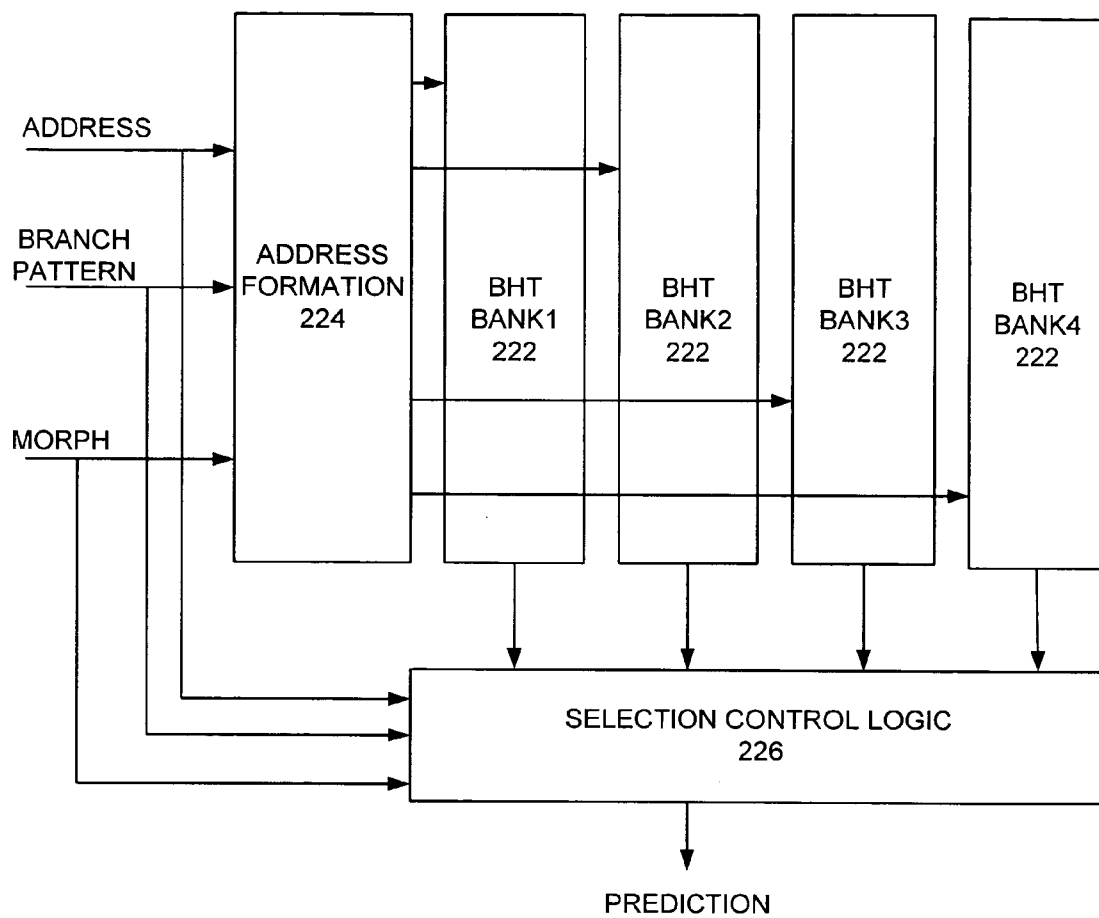 ADDRESS
BRANCH
PATTERN
MORPH
ADDRESS
FORMATION
224
BHT
BANK1
222
BHT
BANK2
222
BHT
BANK3
222
BHT
BANK4
222
SELECTION CONTROL LOGIC
226
PREDICTION